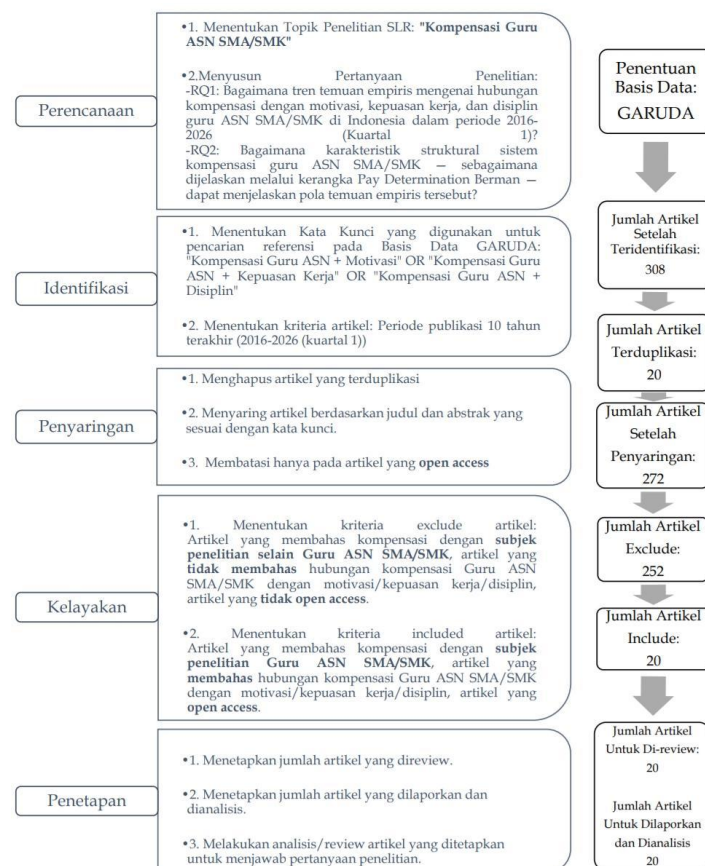 Perencanaan
•1. Menentukan Topik Penelitian SLR: "Kompensasi Guru
ASN SMA/SMK"
•2.Menyusun Pertanyaan Penelitian:
-RQ1: Bagaimana tren temuan empiris mengenai hubungan
kompensasi dengan motivasi, kepuasan kerja, dan disiplin
guru ASN SMA/SMK di Indonesia dalam periode 2016-
2026 (Kuartal 1)?
-RQ2: Bagaimana karakteristik struktural sistem
kompensasi guru ASN SMA/SMK — sebagaimana
dijelaskan melalui kerangka Pay Determination Berman —
dapat menjelaskan pola temuan empiris tersebut?
Penentuan
Basis Data:
GARUDA
Identifikasi
•1. Menentukan Kata Kunci yang digunakan untuk
pencarian referensi pada Basis Data GARUDA:
"Kompensasi Guru ASN + Motivasi" OR "Kompensasi Guru
ASN + Kepuasan Kerja" OR "Kompensasi Guru ASN +
Disiplin"
•2. Menentukan kriteria artikel: Periode publikasi 10 tahun
terakhir (2016-2026 (kuartal 1))
Jumlah Artikel
Setelah
Teridentifikasi:
308
Jumlah Artikel
Terduplikasi:
20
Penyaringan
•1. Menghapus artikel yang terduplikasi
•2. Menyaring artikel berdasarkan judul dan abstrak yang
sesuai dengan kata kunci.
•3. Membatasi hanya pada artikel yang open access
Jumlah Artikel
Setelah
Penyaringan:
272
Kelayakan
•1. Menentukan kriteria exclude artikel:
Artikel yang membahas kompensasi dengan subjek
penelitian selain Guru ASN SMA/SMK, artikel yang
tidak membahas hubungan kompensasi Guru ASN
SMA/SMK dengan motivasi/kepuasan kerja/disiplin,
artikel yang tidak open access.
•2. Menentukan kriteria included artikel:
Artikel yang membahas kompensasi dengan subjek
penelitian Guru ASN SMA/SMK, artikel yang
membahas hubungan kompensasi Guru ASN SMA/SMK
dengan motivasi/kepuasan kerja/disiplin, artikel yang
open access.
Jumlah Artikel
Exclude:
252
Jumlah Artikel
Include:
20
Penetapan
•1. Menetapkan jumlah artikel yang direview.
•2. Menetapkan jumlah artikel yang dilaporkan dan
dianalisis.
•3. Melakukan analisis/review artikel yang ditetapkan
untuk menjawab pertanyaan penelitian.
Jumlah Artikel
Untuk Di-review:
20
Jumlah Artikel
Untuk Dilaporkan
dan Dianalisis
20